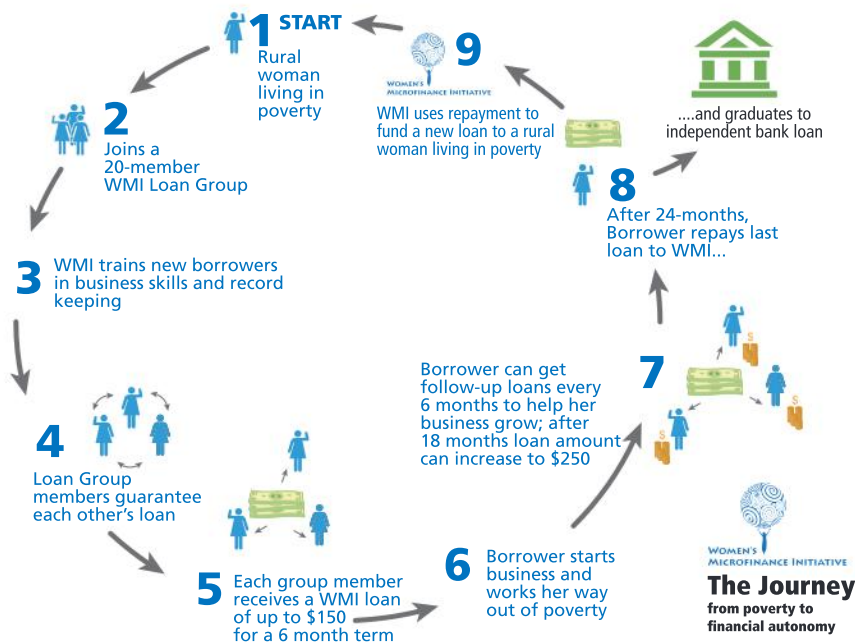 1 START
Rural
woman
living in
poverty
2
Joins a
20-member
WMI Loan Group
3
WMI trains new borrowers
in business skills and record
keeping
4
Loan Group
members guarantee
each other's loan
5
Each group member
receives a WMI loan
of up to $150
for a 6 month term
6
Borrower starts
business and
works her way
out of poverty
7
Borrower can get
follow-up loans every
6 months to help her
business grow; after
18 months loan amount
can increase to $250
$
$
$
8
After 24-months,
Borrower repays last
loan to WMI...
....and graduates to
independent bank loan
9
WOMEN'S
MICROFINANCE INITIATIVE
WMI uses repayment to
fund a new loan to a rural
woman living in poverty
WOMEN'S
MICROFINANCE INITIATIVE
The Journey
from poverty to
financial autonomy